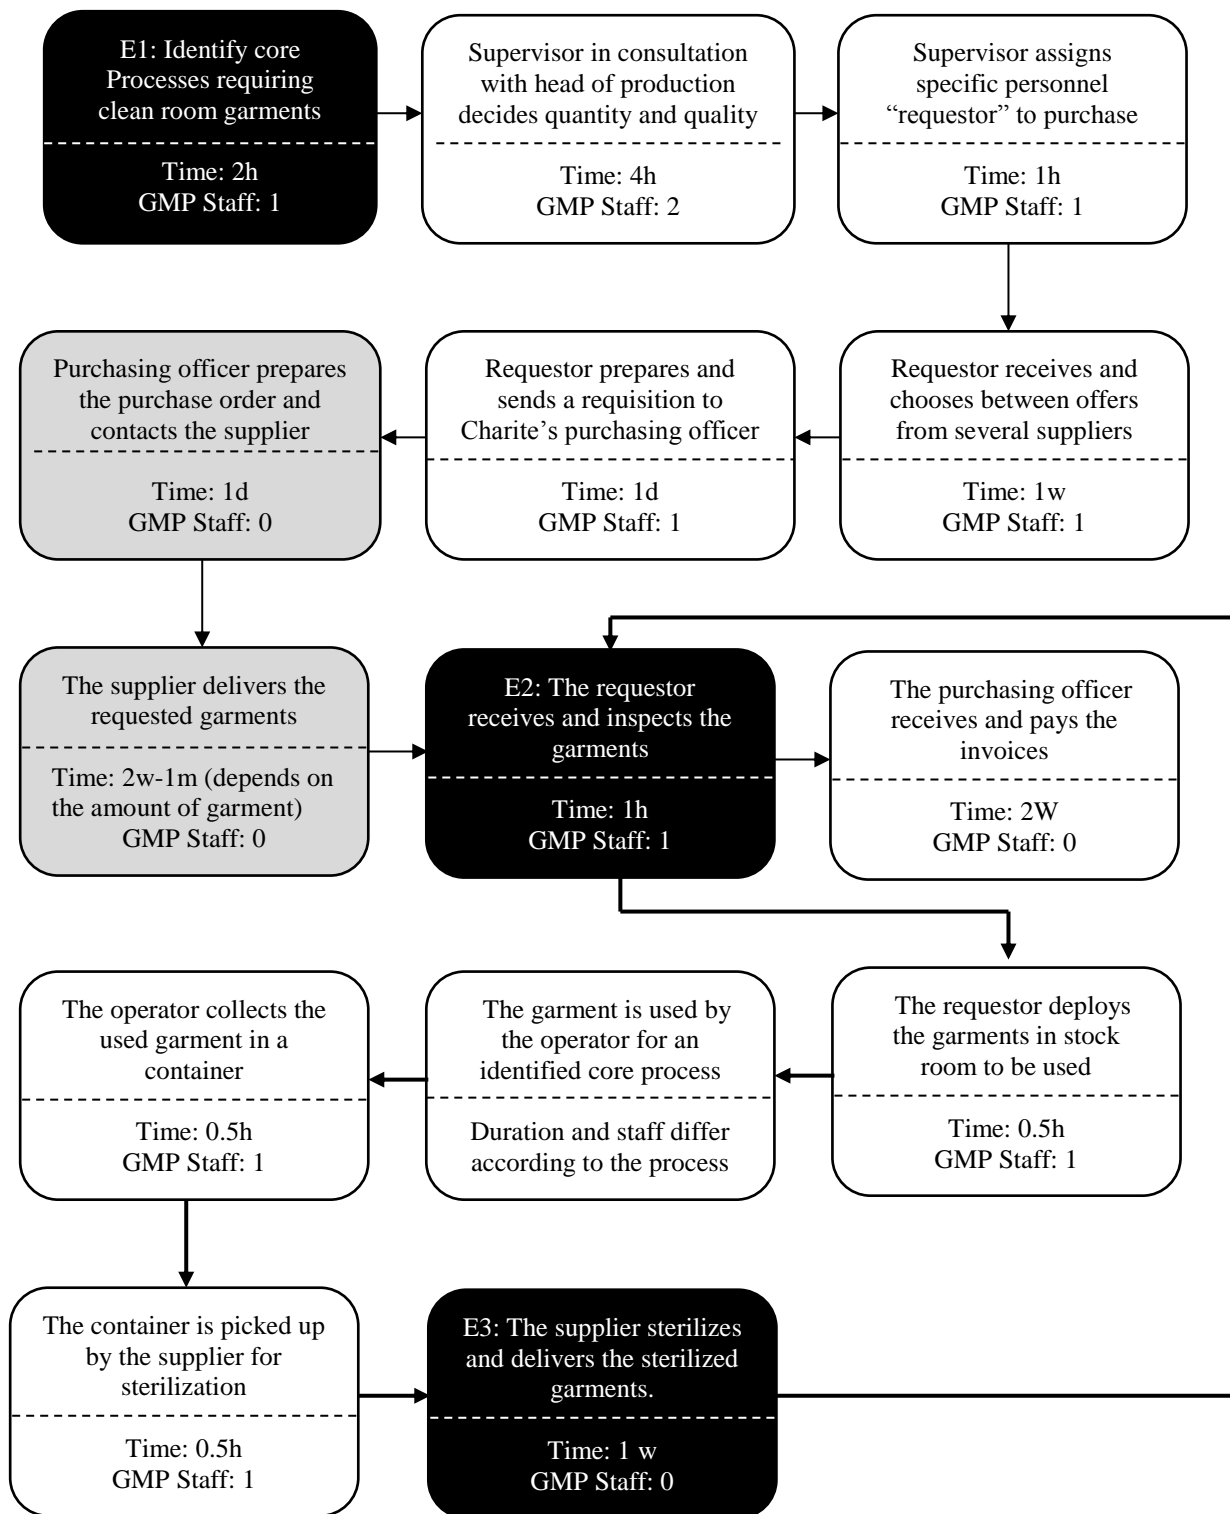 E1: Identify core
Processes requiring
clean room garments
Time: 2h
GMP Staff: 1
Supervisor in consultation
with head of production
decides quantity and quality
Time: 4h
GMP Staff: 2
Supervisor assigns
specific personnel
“requestor” to purchase
Time: 1h
GMP Staff: 1
Requestor receives and
chooses between offers
from several suppliers
Time: 1w
GMP Staff: 1
Requestor prepares and
sends a requisition to
Charite’s purchasing officer
Time: 1d
GMP Staff: 1
Purchasing officer prepares
the purchase order and
contacts the supplier
Time: 1d
GMP Staff: 0
The supplier delivers the
requested garments
Time: 2w-1m (depends on
the amount of garment)
GMP Staff: 0
E2: The requestor
receives and inspects the
garments
Time: 1h
GMP Staff: 1
The purchasing officer
receives and pays the
invoices
Time: 2W
GMP Staff: 0
The requestor deploys
the garments in stock
room to be used
Time: 0.5h
GMP Staff: 1
The garment is used by
the operator for an
identified core process
Duration and staff differ
according to the process
The operator collects the
used garment in a
container
Time: 0.5h
GMP Staff: 1
The container is picked up
by the supplier for
sterilization
Time: 0.5h
GMP Staff: 1
E3: The supplier sterilizes
and delivers the sterilized
garments.
Time: 1 w
GMP Staff: 0